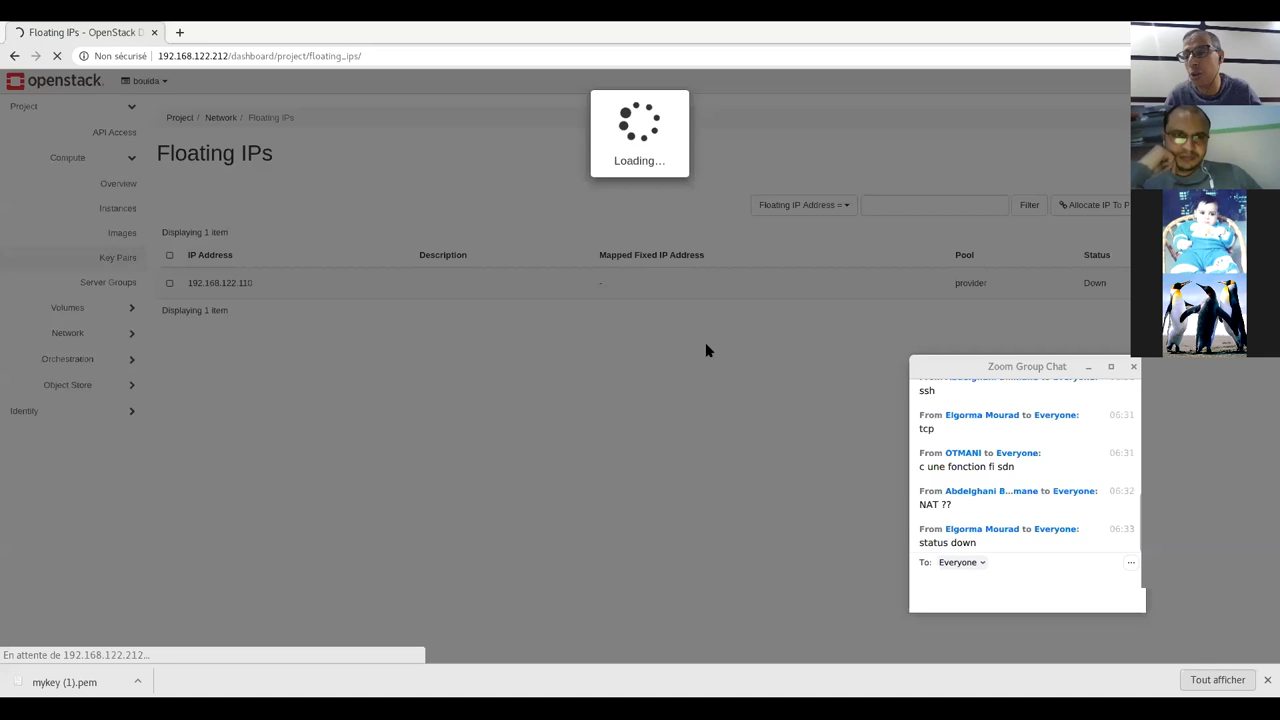 Floating IPs - OpenStack D
Non sécurisé 192.168.122.212/dashboard/project/floating_ips/
openstack. bouida
Project
API Access
Compute
Overview
Instances
Images
Key Pairs
Server Groups
Volumes
Network
Orchestration
Object Store
Identity
Project / Network / Floating IPs
Floating IPs
Loading...
Floating IP Address = Filter Allocate IP To P
Displaying 1 item
IP Address Description Mapped Fixed IP Address Pool Status
192.168.122.110 - provider Down
Displaying 1 item
Zoom Group Chat
ssh
From Elgorma Mourad to Everyone: 06:31
tcp
From OTMANI to Everyone: 06:31
c une fonction fi sdn
From Abdelghani B...mane to Everyone: 06:32
NAT ??
From Elgorma Mourad to Everyone: 06:33
status down
To: Everyone
En attente de 192.168.122.212...
mykey (1).pem
Tout afficher